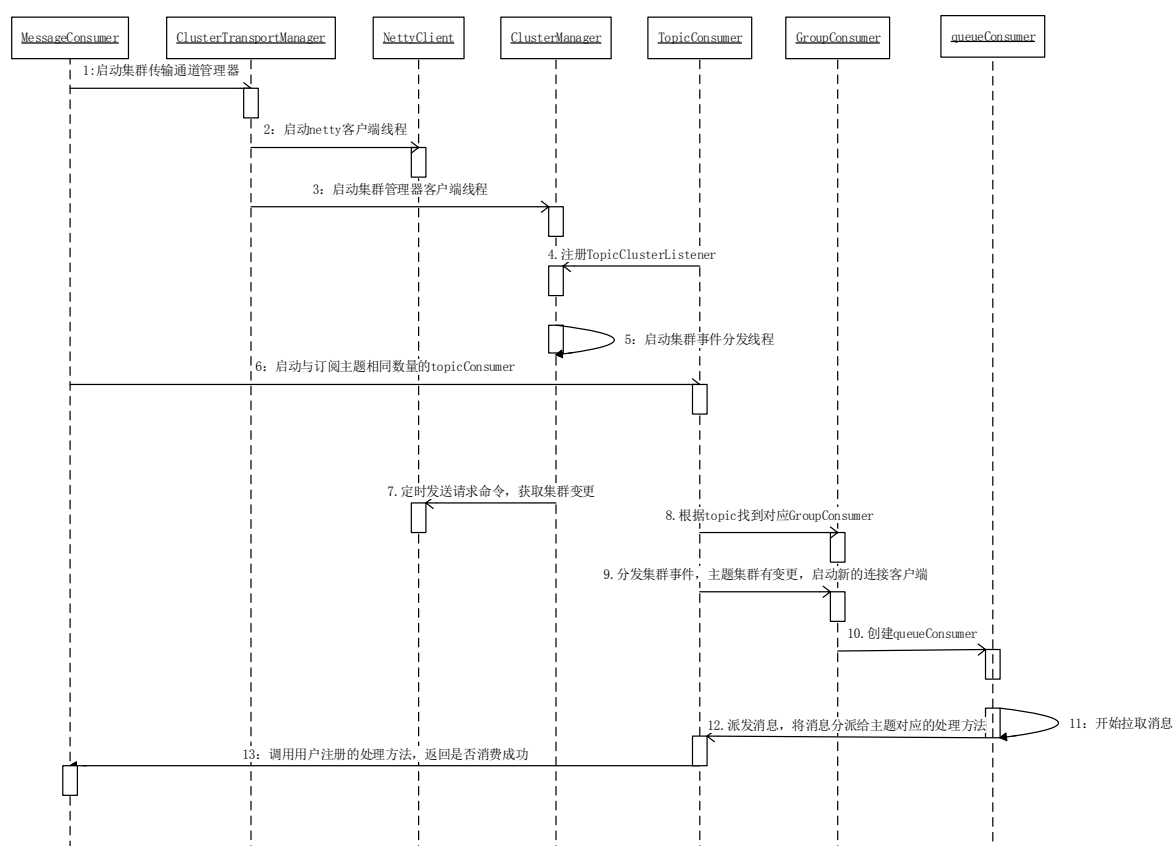 MessageConsumer
ClusterTransportManager
NettyClient
ClusterManager
TopicConsumer
GroupConsumer
queueConsumer
1:启动集群传输通道管理器
2：启动netty客户端线程
3：启动集群管理器客户端线程
4.注册TopicClusterListener
5：启动集群事件分发线程
6：启动与订阅主题相同数量的topicConsumer
7.定时发送请求命令，获取集群变更
8.根据topic找到对应GroupConsumer
9.分发集群事件，主题集群有变更，启动新的连接客户端
10.创建queueConsumer
11：开始拉取消息
12.派发消息，将消息分派给主题对应的处理方法
13：调用用户注册的处理方法，返回是否消费成功